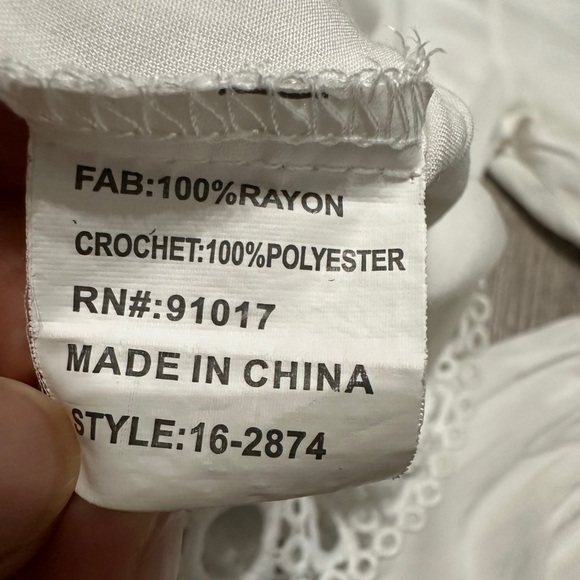 FAB:100%RAYON
CROCHET:100%POLYESTER
RN#:91017
MADE IN CHINA
STYLE:16-2874